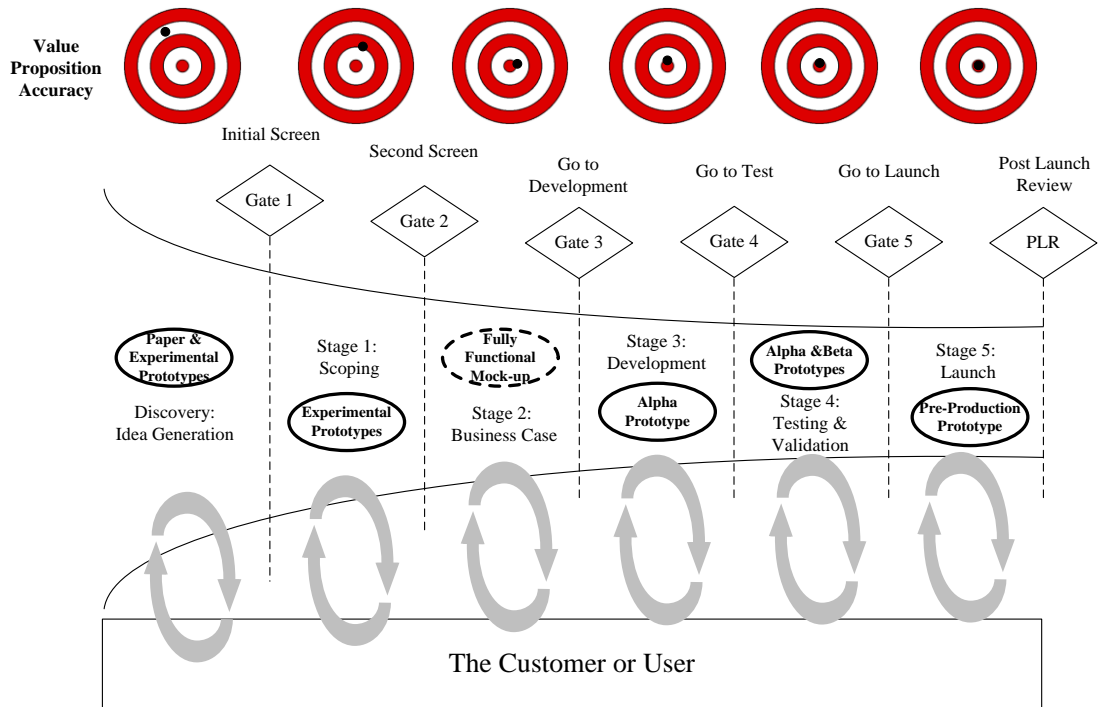 Value
Proposition
Accuracy
Initial Screen
Second Screen
Go to
Development
Go to Test
Go to Launch
Post Launch
Review
Gate 1
Gate 2
Gate 3
Gate 4
Gate 5
PLR
Paper &
Experimental
Prototypes
Discovery:
Idea Generation
Stage 1:
Scoping
Experimental
Prototypes
Fully
Functional
Mock-up
Stage 2:
Business Case
Stage 3:
Development
Alpha
Prototype
Alpha &Beta
Prototypes
Stage 4:
Testing &
Validation
Stage 5:
Launch
Pre-Production
Prototype
The Customer or User